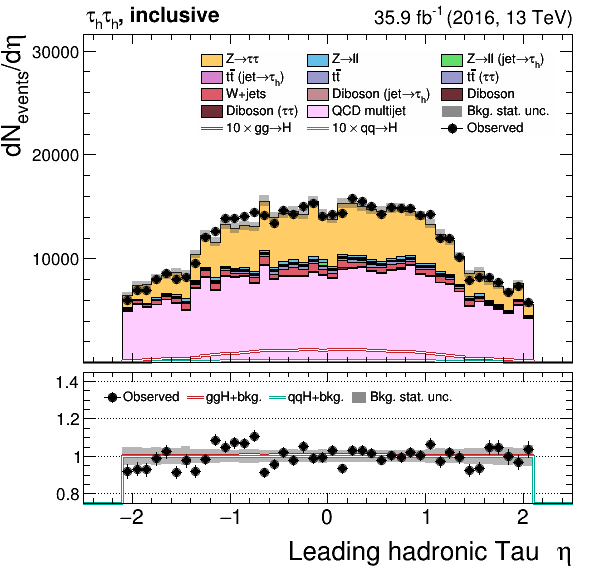 τhτh, inclusive 35.9 fb-1 (2016, 13 TeV)
dNevents/dη
30000
20000
10000
Z→ττ Z→ll Z→ll (jet→τh)
tt̄ (jet→τh) tt̄ tt̄ (ττ)
W+jets Diboson (jet→τh) Diboson
Diboson (ττ) QCD multijet Bkg. stat. unc.
10 × gg→H 10 × qq→H Observed
1.4
1.2
1
0.8
Observed ggH+bkg. qqH+bkg. Bkg. stat. unc.
−2 −1 0 1 2
Leading hadronic Tau η